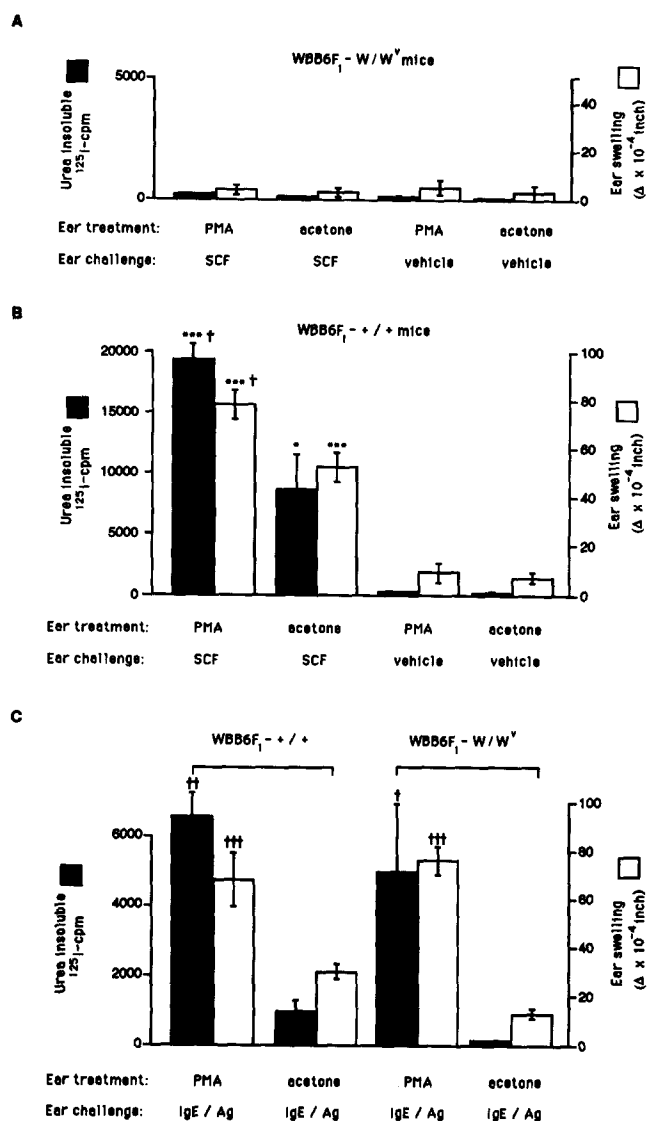 A
WBB6F1 - W/Wv mice
Urea insoluble
125I-cpm
5000
0
Ear swelling
(Δ x 10-4 inch)
40
20
0
Ear treatment: PMA acetone PMA acetone
Ear challenge: SCF SCF vehicle vehicle
B
WBB6F1 - + / + mice
*** †
*** †
*
***
Urea insoluble
125I-cpm
20000
15000
10000
5000
0
Ear swelling
(Δ x 10-4 inch)
100
80
60
40
20
0
Ear treatment: PMA acetone PMA acetone
Ear challenge: SCF SCF vehicle vehicle
C
WBB6F1 - + / +
WBB6F1 - W/Wv
††
†††
†
†††
Urea insoluble
125I-cpm
6000
4000
2000
0
Ear swelling
(Δ x 10-4 inch)
100
80
60
40
20
0
Ear treatment: PMA acetone PMA acetone
Ear challenge: IgE / Ag IgE / Ag IgE / Ag IgE / Ag